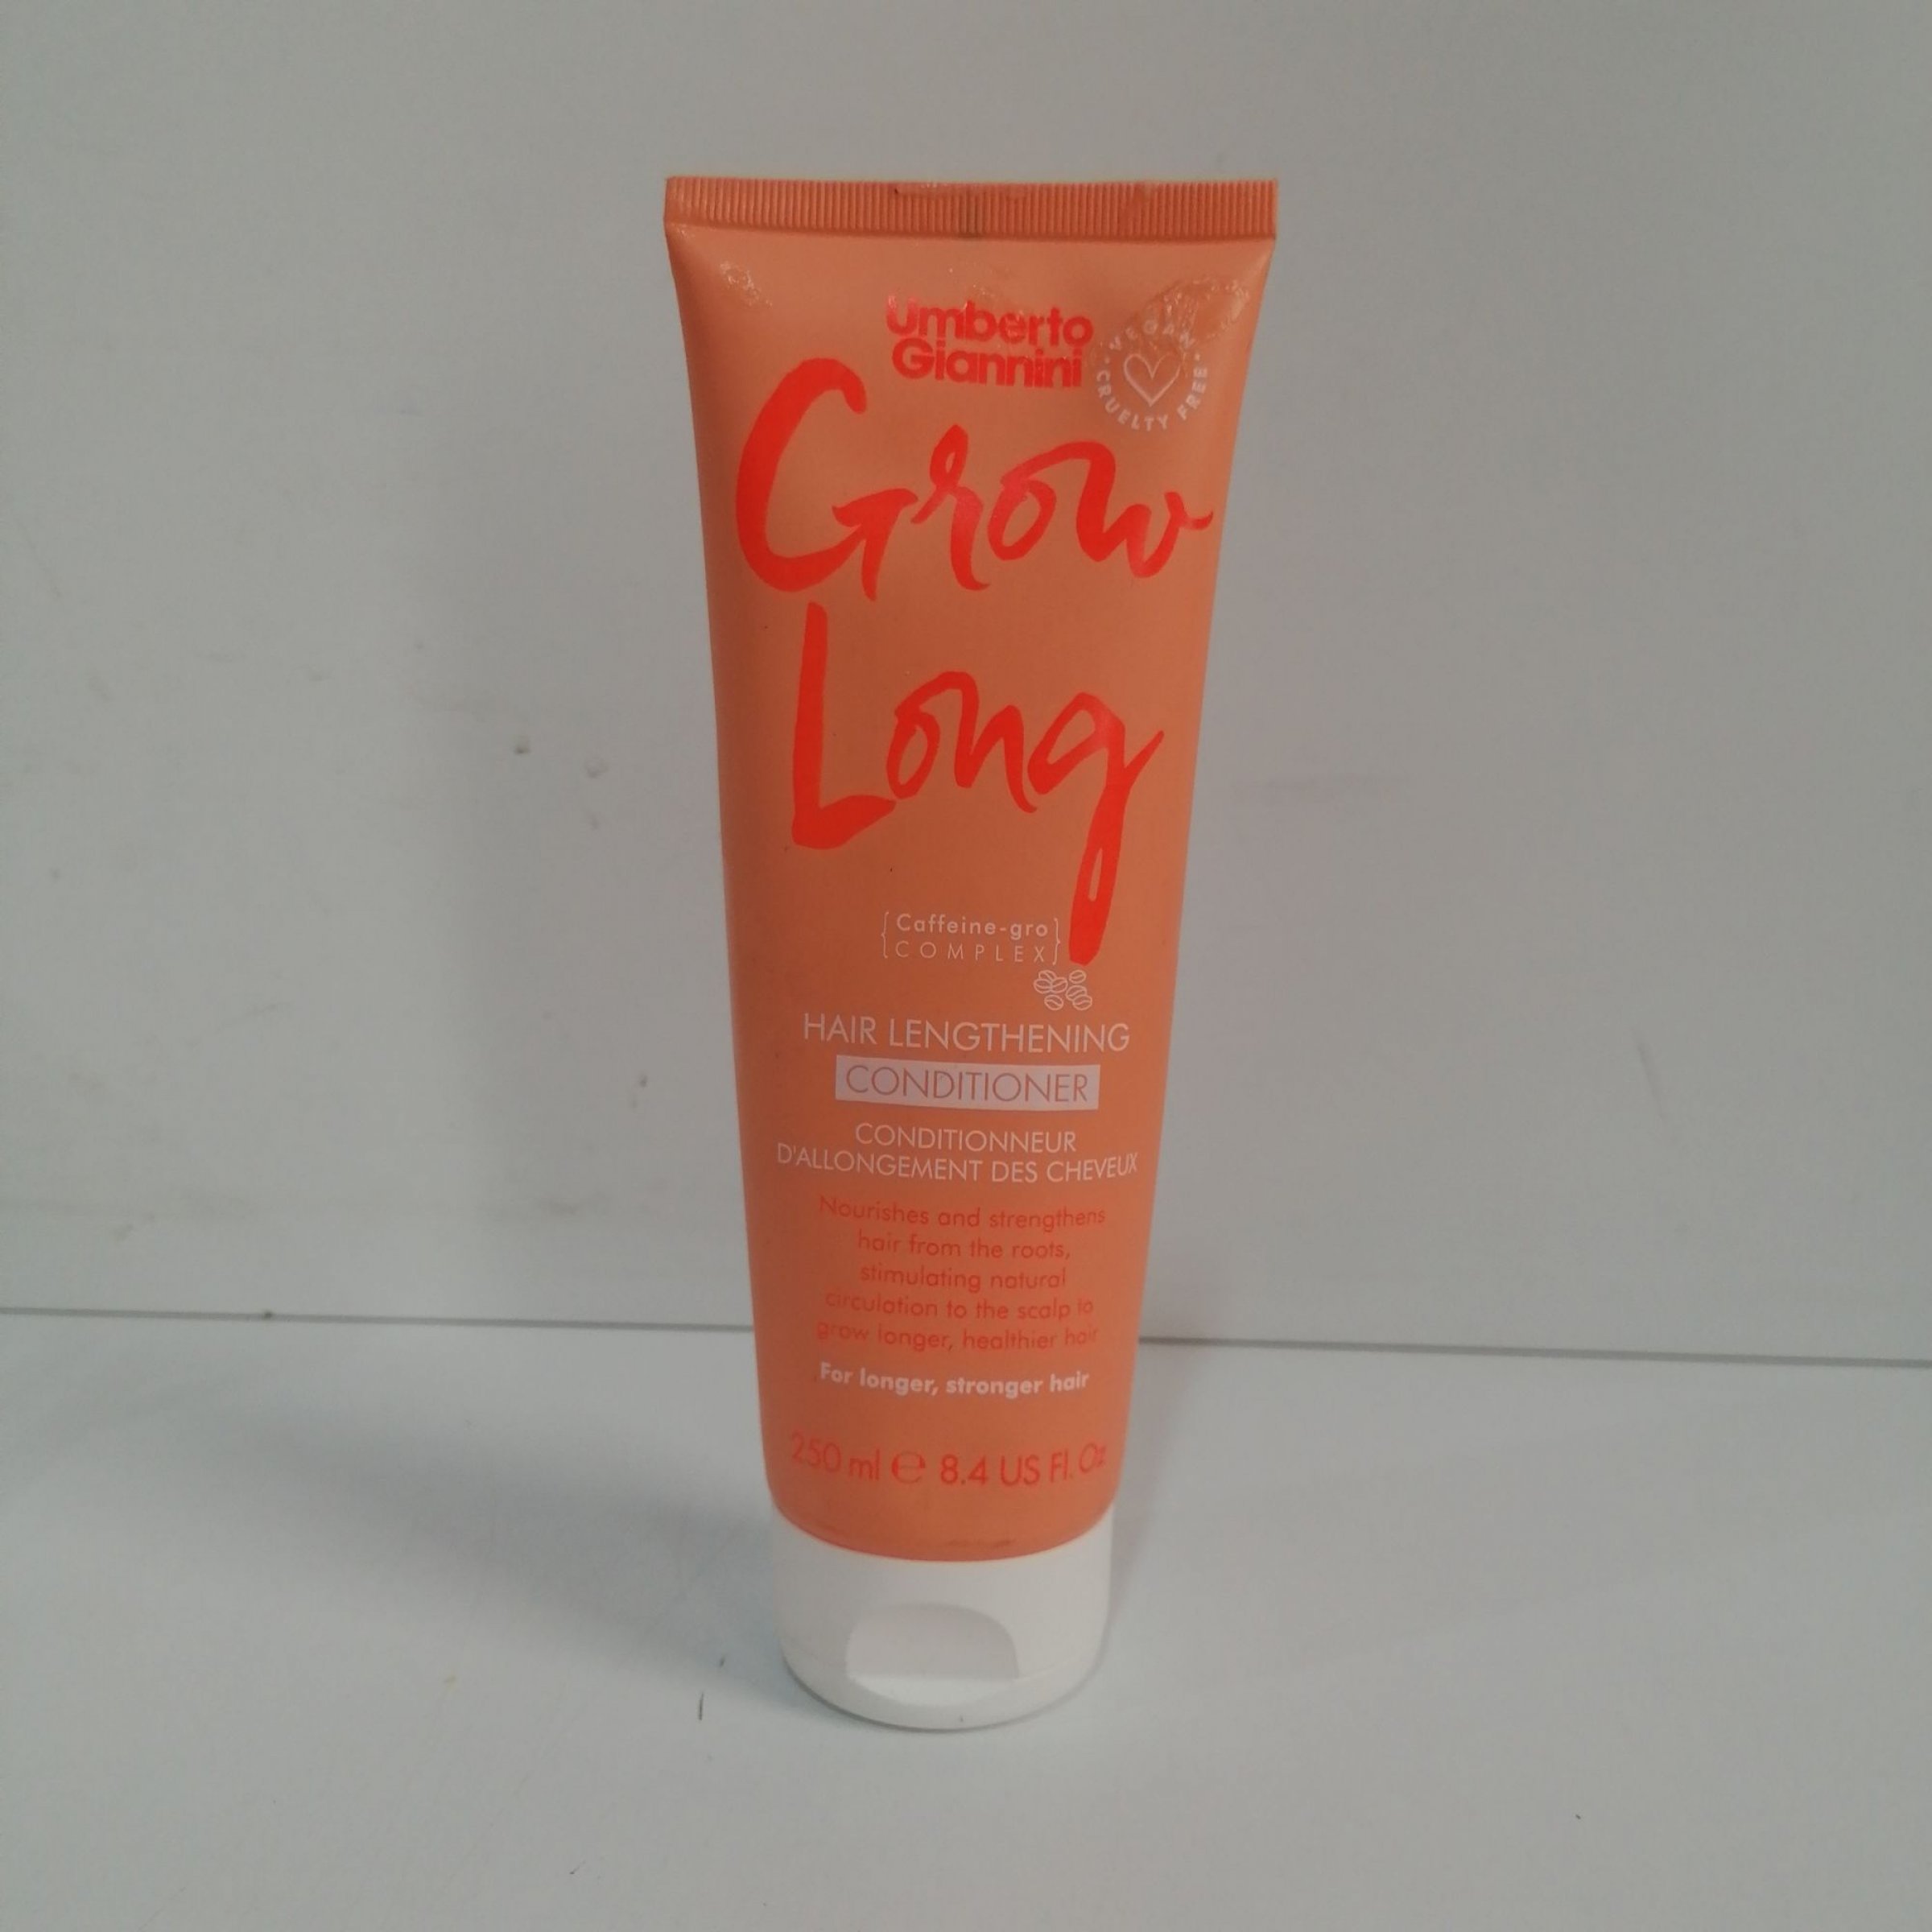 Umberto
Giannini
VEGAN
CRUELTY FREE
Grow
Long
{Caffeine-gro}
{COMPLEX}
HAIR LENGTHENING
CONDITIONER
CONDITIONNEUR
D'ALLONGEMENT DES CHEVEUX
Nourishes and strengthens
hair from the roots,
stimulating natural
circulation to the scalp to
grow longer, healthier hair
For longer, stronger hair
250 ml ℮ 8.4 US Fl. Oz